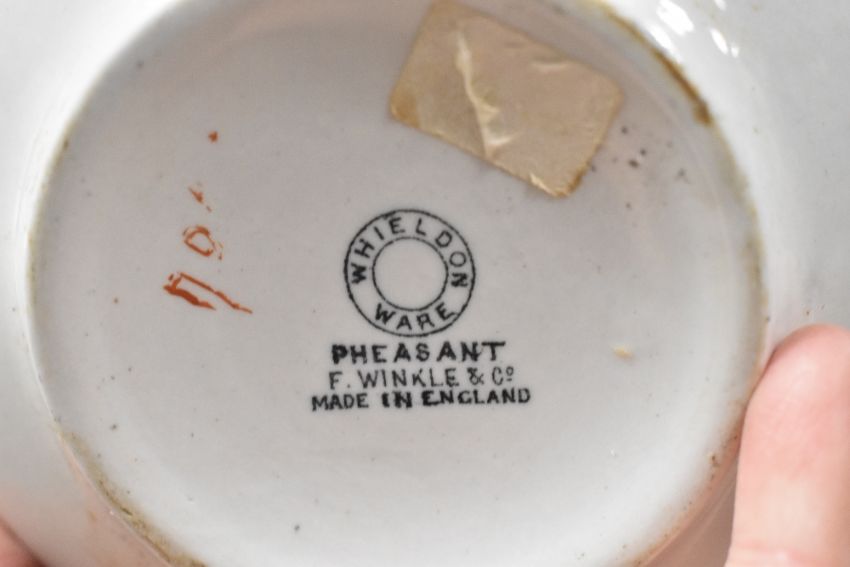 WHIELDON
WARE
PHEASANT
F. WINKLE & Cº
MADE IN ENGLAND